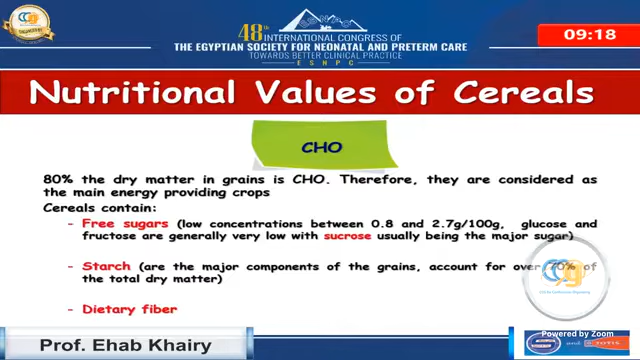 48th
INTERNATIONAL CONGRESS OF
THE EGYPTIAN SOCIETY FOR NEONATAL AND PRETERM CARE
TOWARDS BETTER CLINICAL PRACTICE
ESNPC
09:18
Nutritional Values of Cereals
CHO
80% the dry matter in grains is CHO. Therefore, they are considered as
the main energy providing crops
Cereals contain:
- Free sugars (low concentrations between 0.8 and 2.7g/100g, glucose and
fructose are generally very low with sucrose usually being the major sugar)
- Starch (are the major components of the grains, account for over 70% of
the total dry matter)
- Dietary fiber
Powered by Zoom
Prof. Ehab Khairy